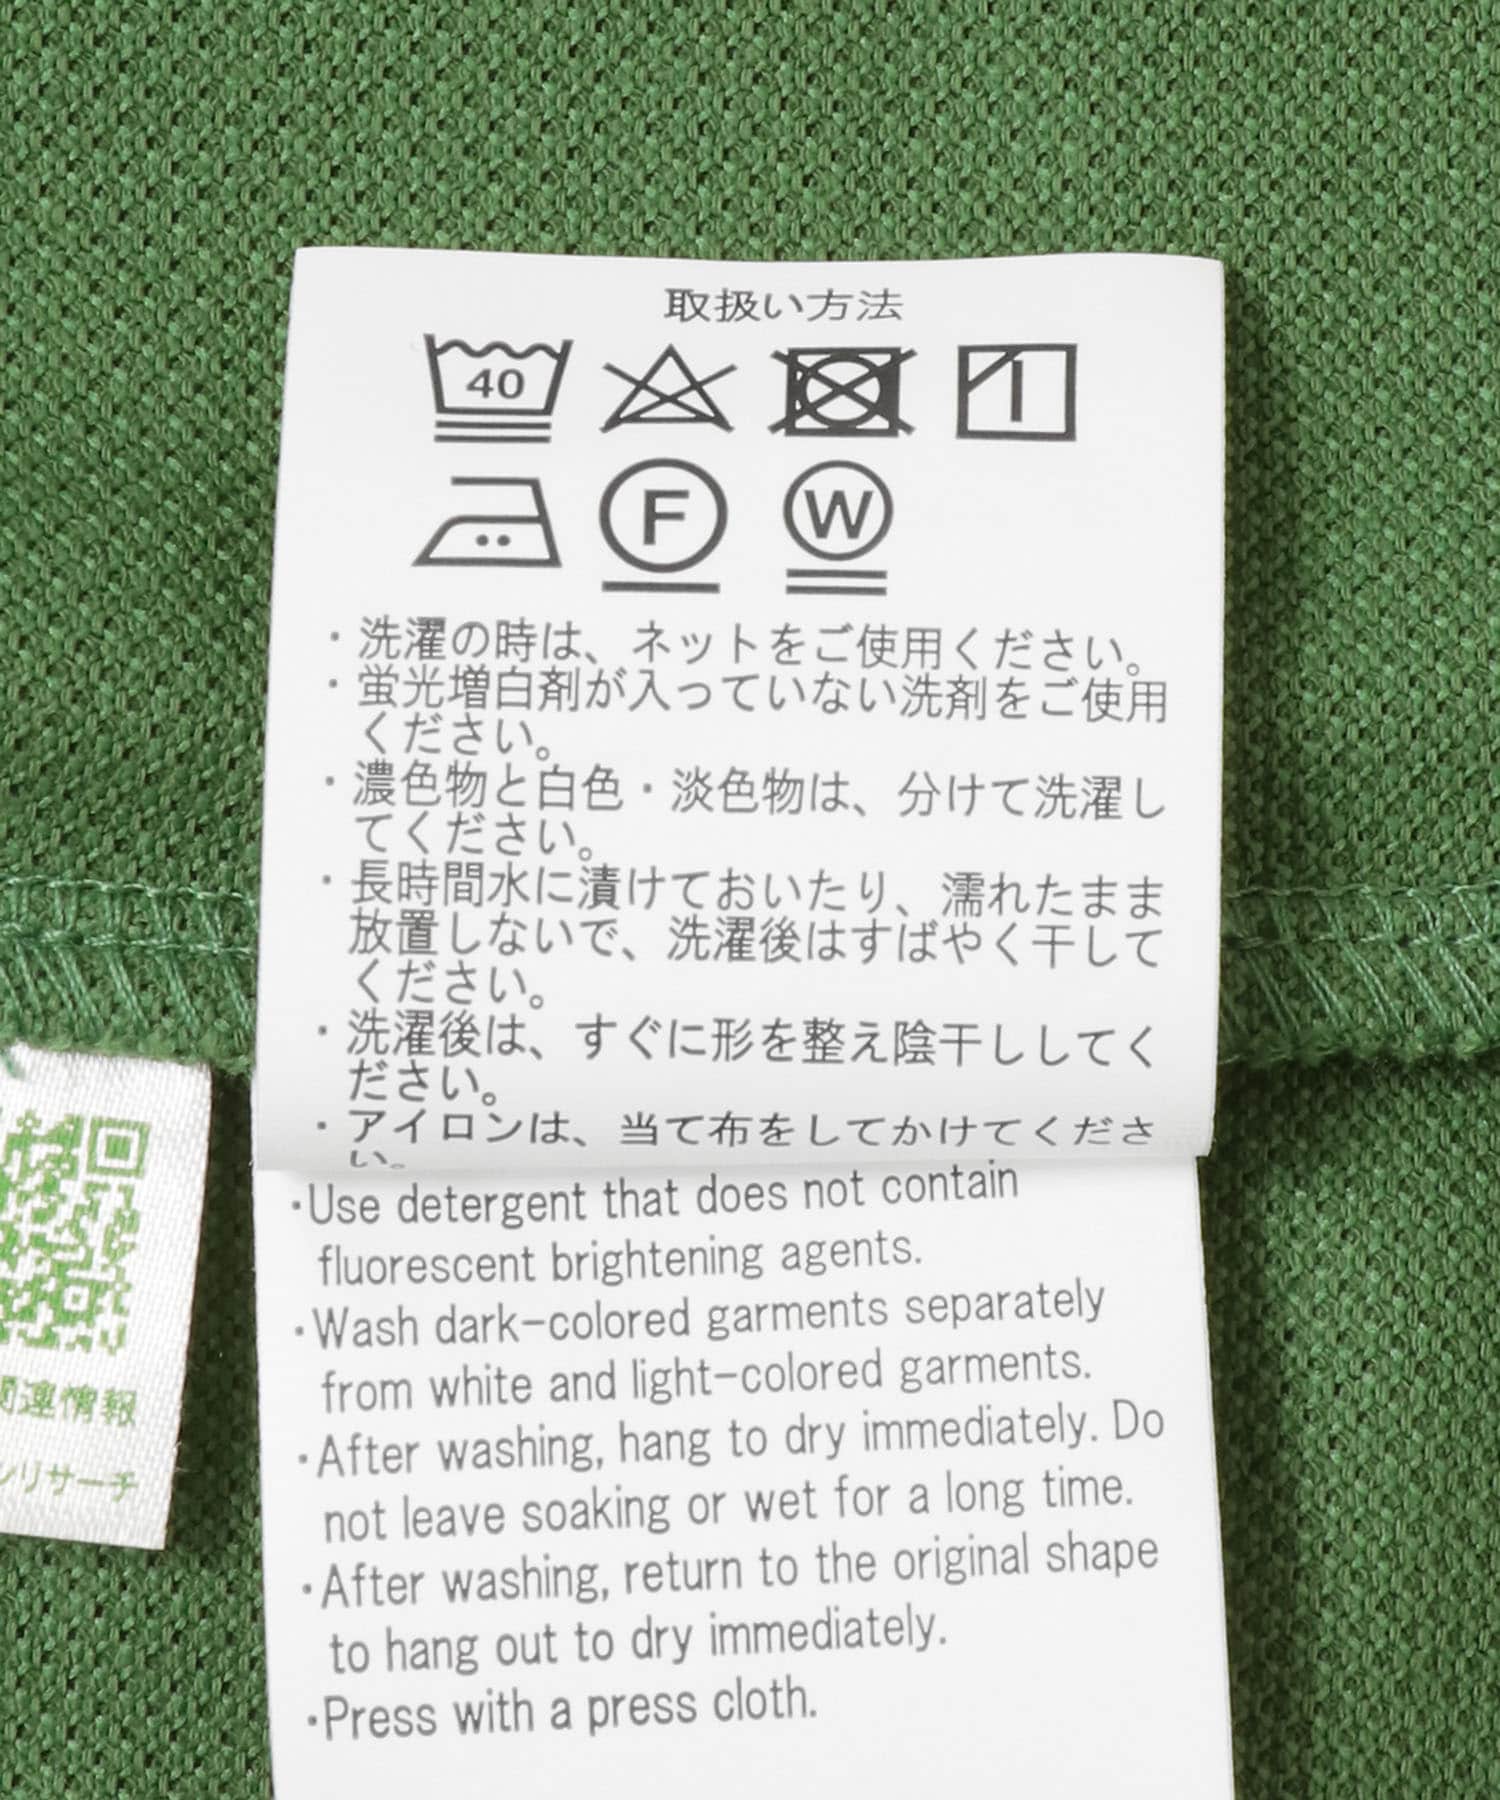 取扱い方法
40
F
W
・洗濯の時は、ネットをご使用ください。
・蛍光増白剤が入っていない洗剤をご使用
ください。
・濃色物と白色・淡色物は、分けて洗濯し
てください。
・長時間水に漬けておいたり、濡れたまま
放置しないで、洗濯後はすばやく干して
ください。
・洗濯後は、すぐに形を整え陰干ししてく
ださい。
・アイロンは、当て布をしてかけてくださ
い。
・Use detergent that does not contain
fluorescent brightening agents.
・Wash dark-colored garments separately
from white and light-colored garments.
・After washing, hang to dry immediately. Do
not leave soaking or wet for a long time.
・After washing, return to the original shape
to hang out to dry immediately.
・Press with a press cloth.
関連情報
リサーチ